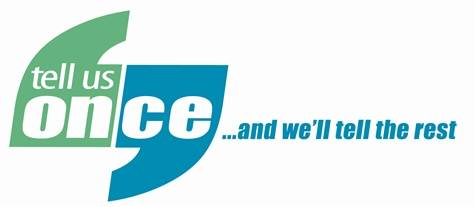 tell us
once
...and we'll tell the rest